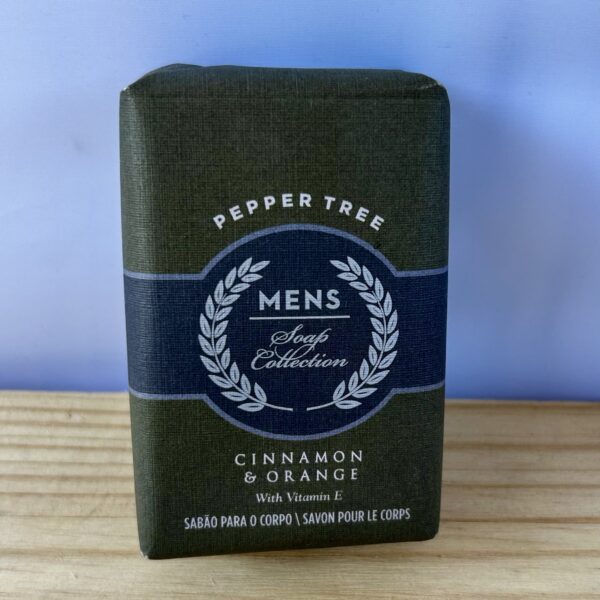 PEPPER TREE
MENS
Soap
Collection
CINNAMON
& ORANGE
With Vitamin E
SABÃO PARA O CORPO \ SAVON POUR LE CORPS